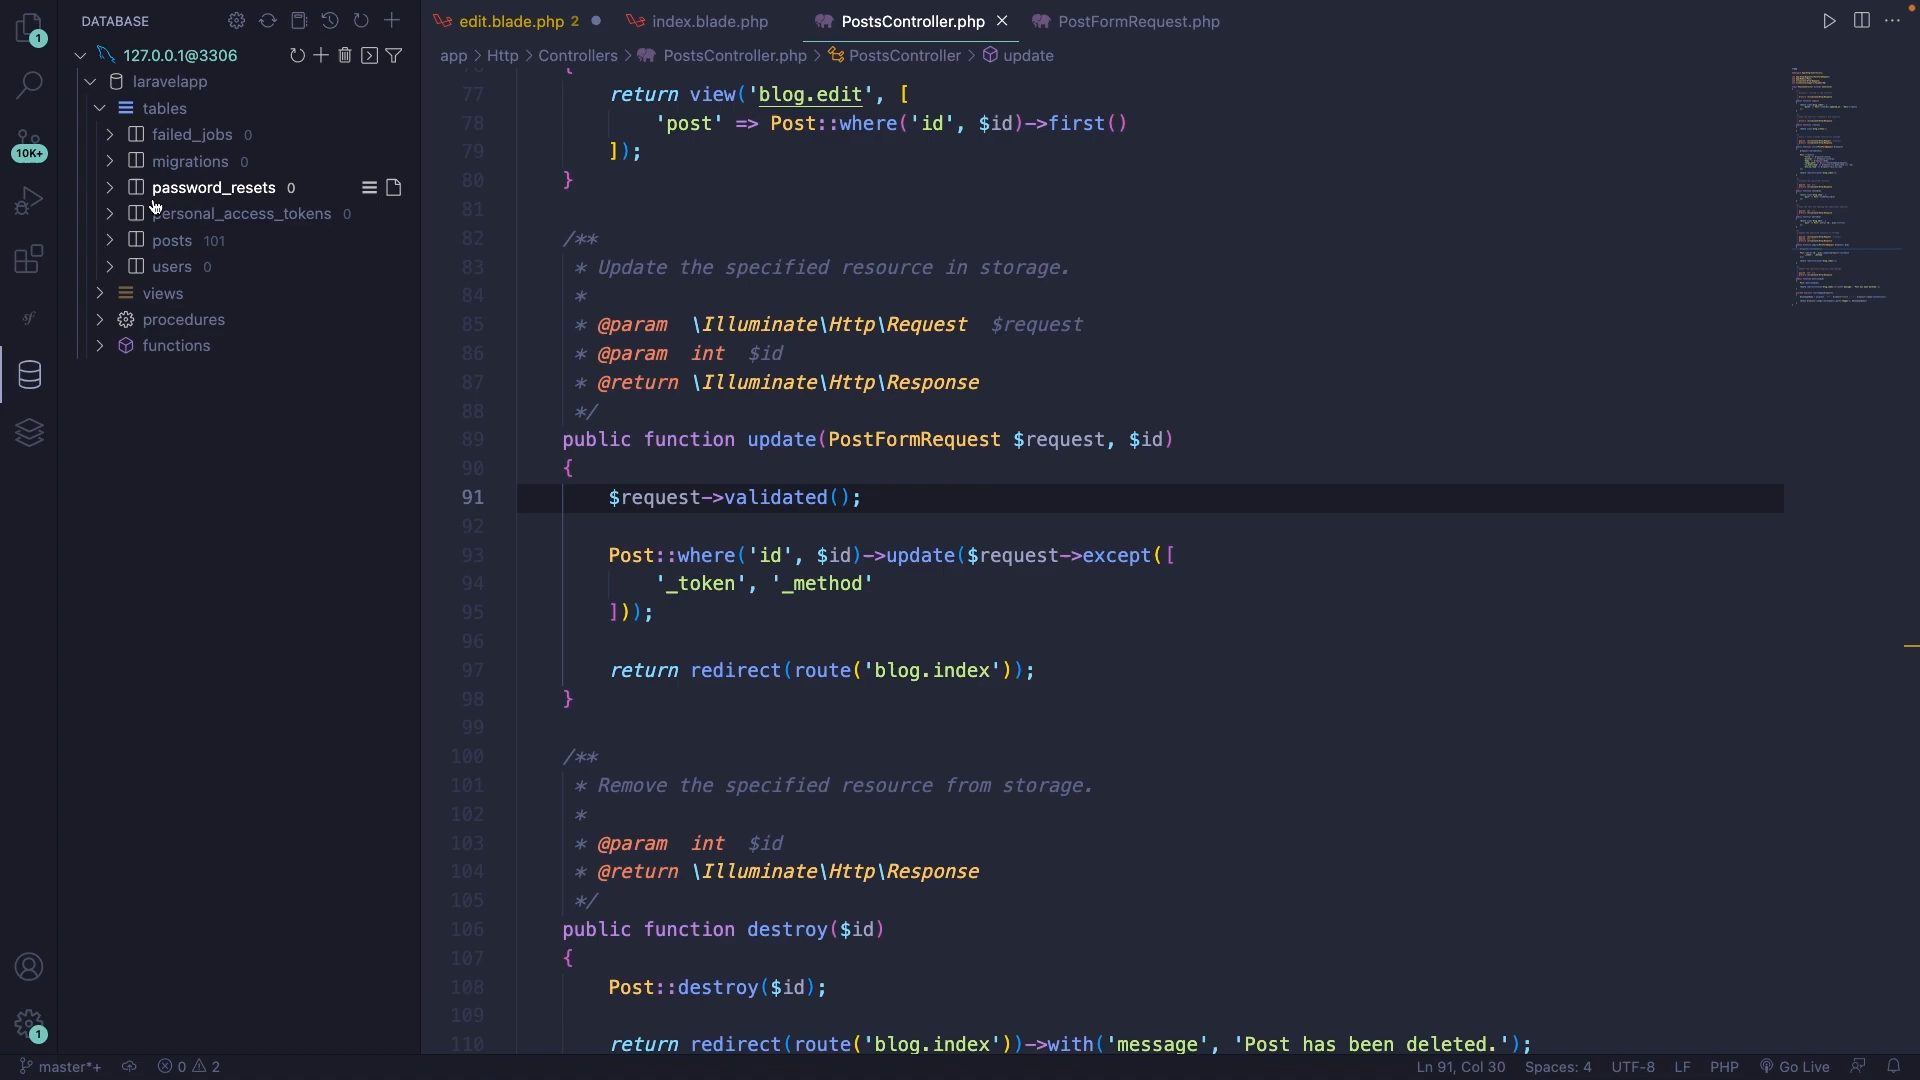 DATABASE
edit.blade.php 2
index.blade.php
PostsController.php
PostFormRequest.php
127.0.0.1@3306
app > Http > Controllers > PostsController.php > PostsController > update
laravelapp
tables
failed_jobs 0
migrations 0
password_resets 0
personal_access_tokens 0
posts 101
users 0
views
procedures
functions
1
10K+
1
77 return view('blog.edit', [
78 'post' => Post::where('id', $id)->first()
79 ]);
80 }
81
82 /**
83 * Update the specified resource in storage.
84 *
85 * @param \Illuminate\Http\Request $request
86 * @param int $id
87 * @return \Illuminate\Http\Response
88 */
89 public function update(PostFormRequest $request, $id)
90 {
91 $request->validated();
92
93 Post::where('id', $id)->update($request->except([
94 '_token', '_method'
95 ]));
96
97 return redirect(route('blog.index'));
98 }
99
100 /**
101 * Remove the specified resource from storage.
102 *
103 * @param int $id
104 * @return \Illuminate\Http\Response
105 */
106 public function destroy($id)
107 {
108 Post::destroy($id);
109
110 return redirect(route('blog.index'))->with('message', 'Post has been deleted.');
master*+ 0 2 Ln 91, Col 30 Spaces: 4 UTF-8 LF PHP Go Live